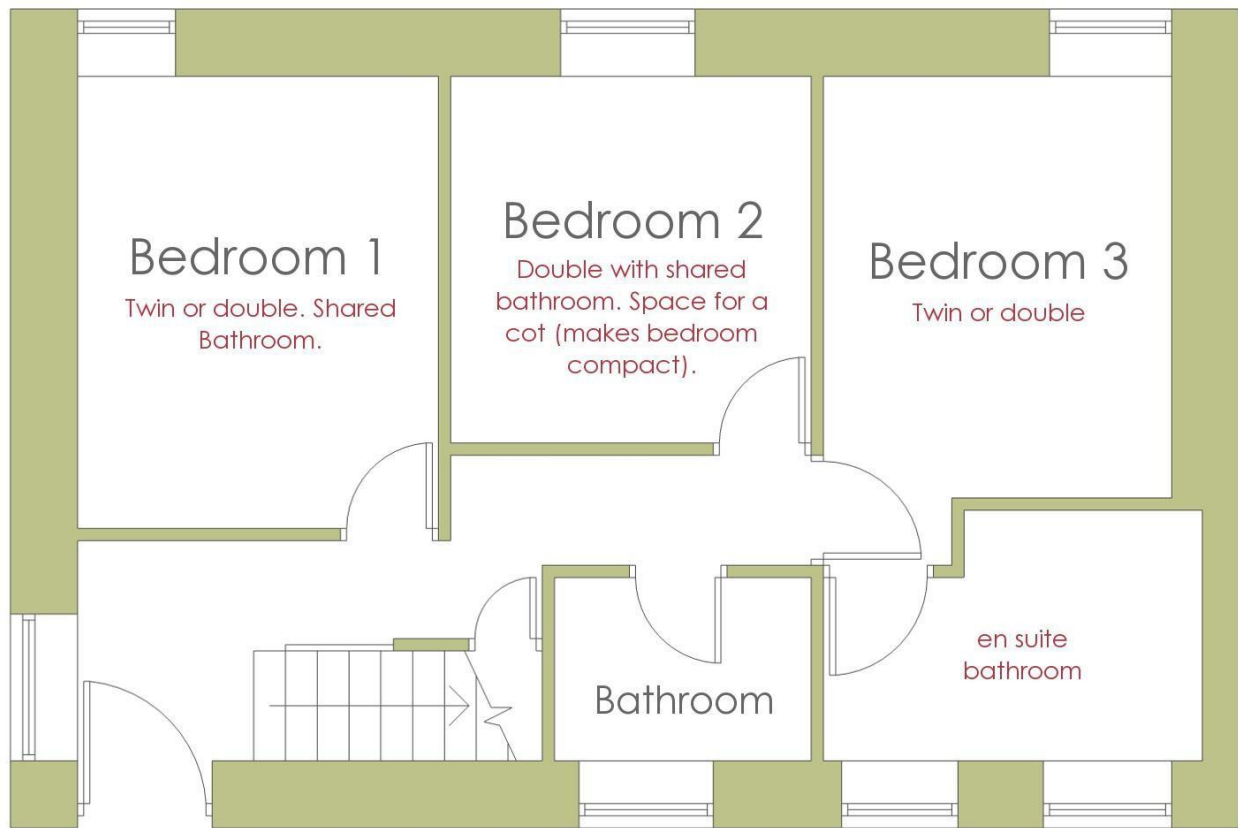 Bedroom 1
Twin or double. Shared
Bathroom.
Bedroom 2
Double with shared
bathroom. Space for a
cot (makes bedroom
compact).
Bedroom 3
Twin or double
Bathroom
en suite
bathroom